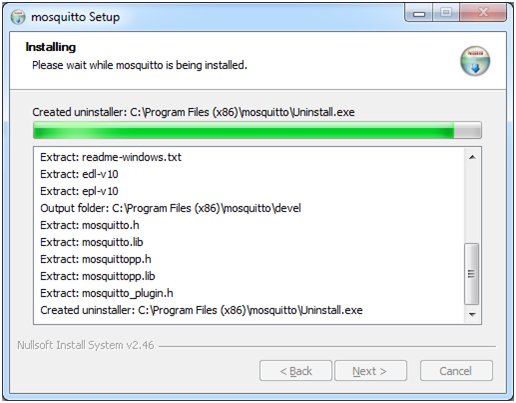 mosquitto Setup
Installing
Please wait while mosquitto is being installed.
Created uninstaller: C:\Program Files (x86)\mosquitto\Uninstall.exe
Extract: readme-windows.txt
Extract: edl-v10
Extract: epl-v10
Output folder: C:\Program Files (x86)\mosquitto\devel
Extract: mosquitto.h
Extract: mosquitto.lib
Extract: mosquittopp.h
Extract: mosquittopp.lib
Extract: mosquitto_plugin.h
Created uninstaller: C:\Program Files (x86)\mosquitto\Uninstall.exe
Nullsoft Install System v2.46
< Back
Next >
Cancel